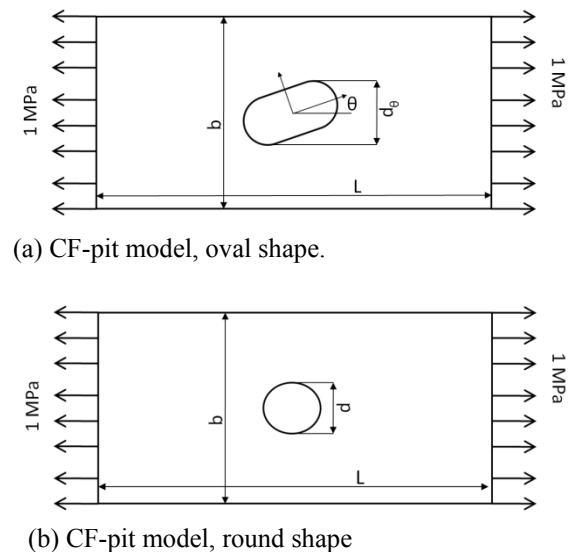 1 MPa
1 MPa
θ
dθ
b
L
(a) CF-pit model, oval shape.
1 MPa
1 MPa
d
b
L
(b) CF-pit model, round shape